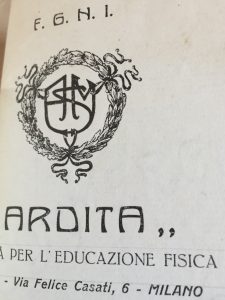 F. G. N. I.
ARDITA „
PER L'EDUCAZIONE FISICA
- Via Felice Casati, 6 - MILANO